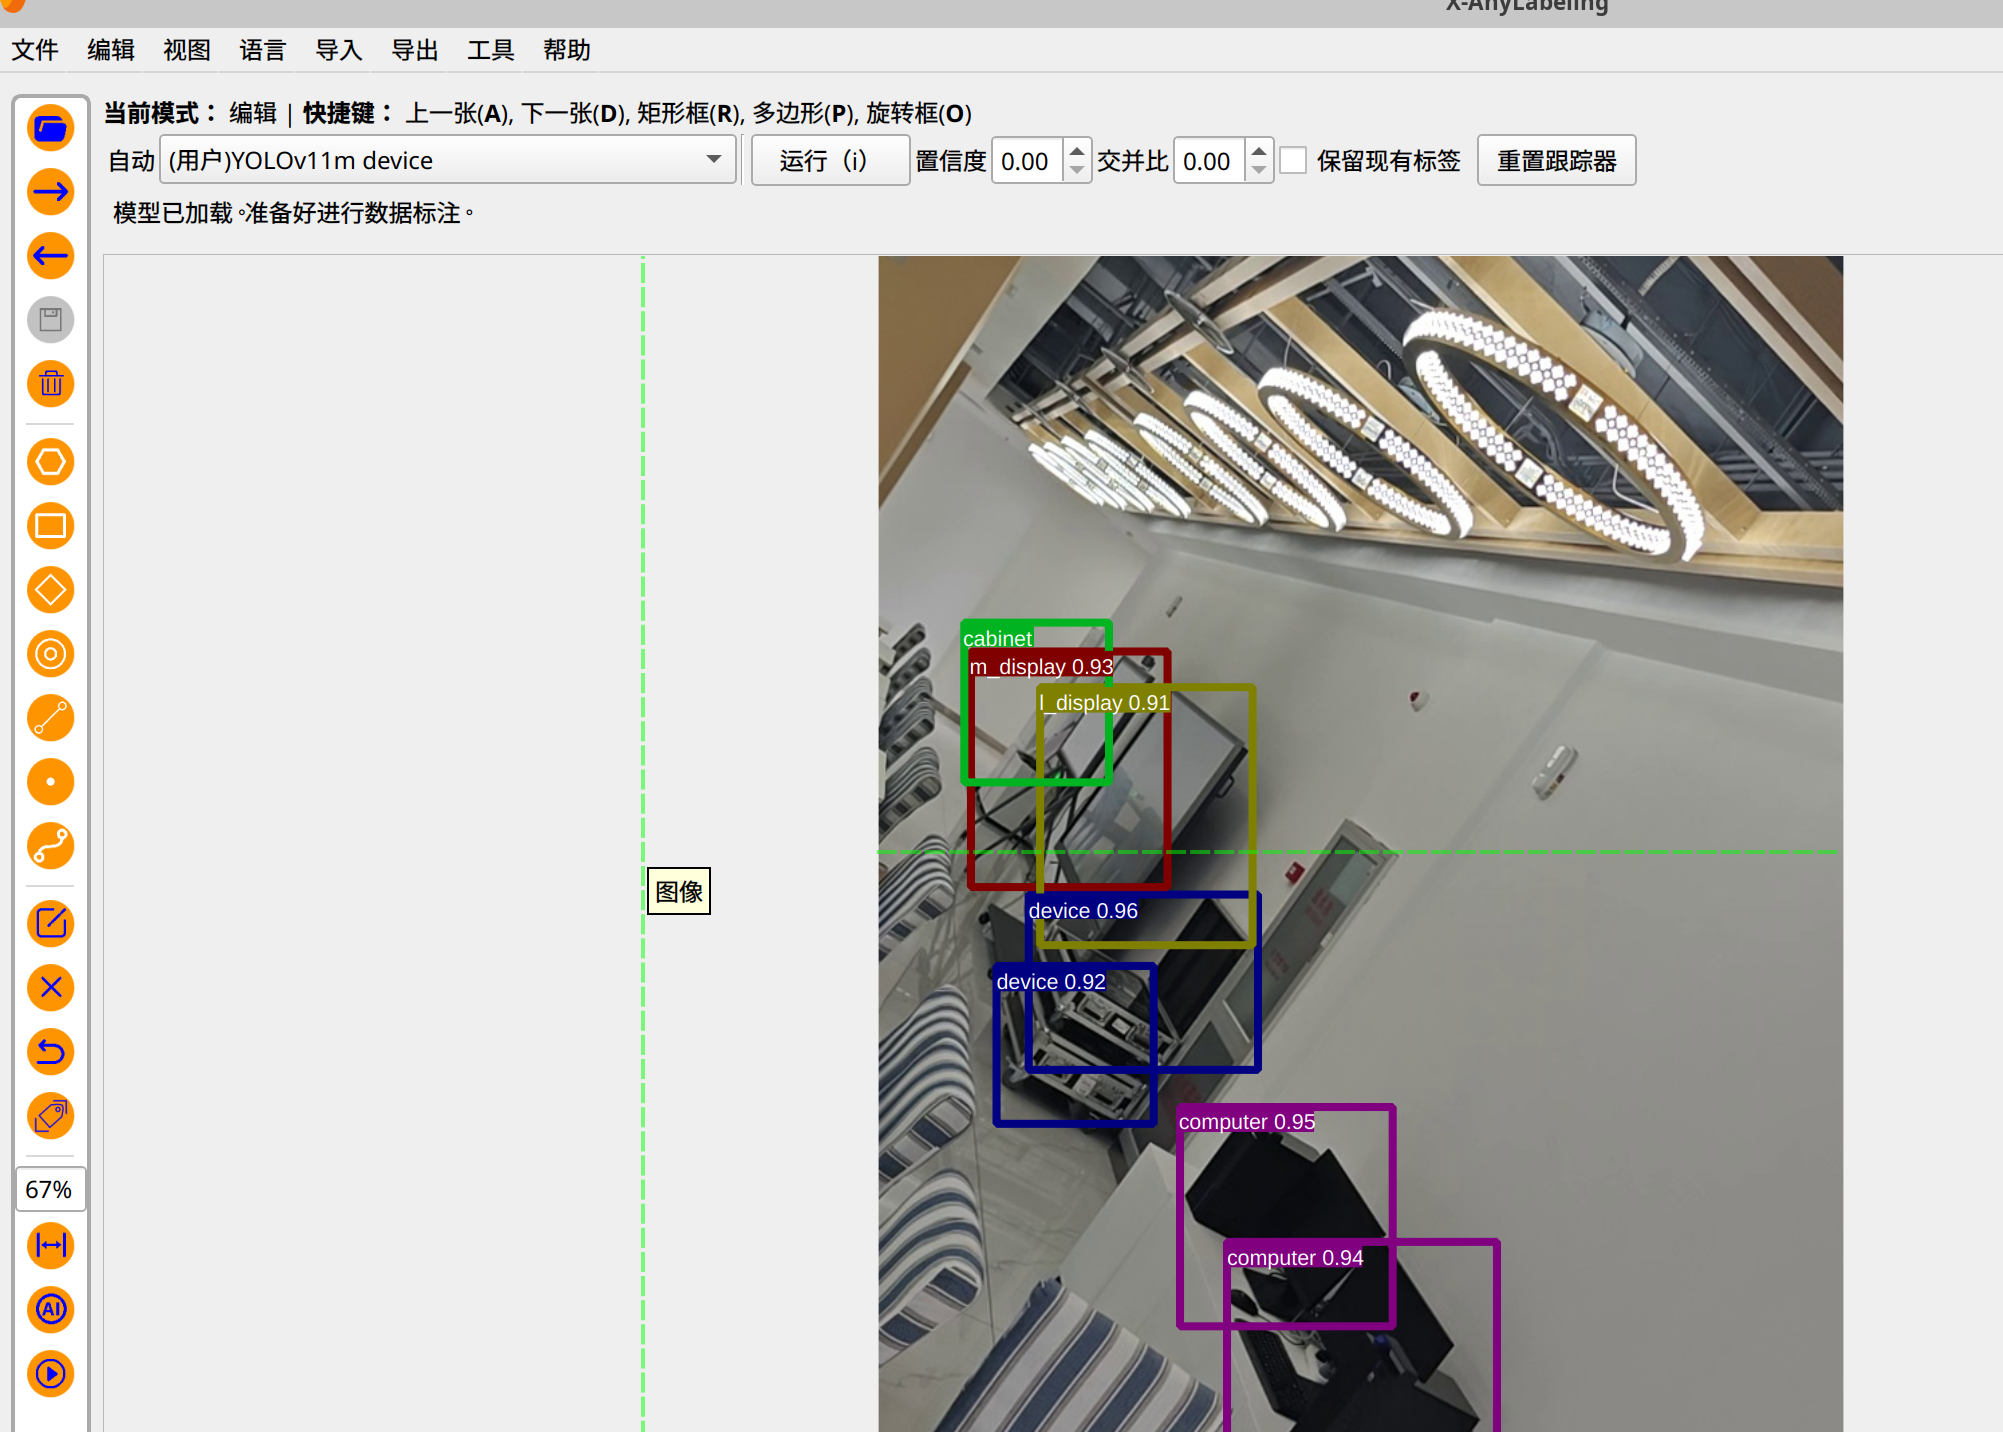 X-AnyLabeling
文件 编辑 视图 语言 导入 导出 工具 帮助
当前模式： 编辑 | 快捷键： 上一张(A), 下一张(D), 矩形框(R), 多边形(P), 旋转框(O)
自动 (用户)YOLOv11m device 运行（i） 置信度 0.00 交并比 0.00 保留现有标签 重置跟踪器
模型已加载。准备好进行数据标注。
cabinet
m_display 0.93
l_display 0.91
图像
device 0.96
device 0.92
computer 0.95
67%
computer 0.94
AI